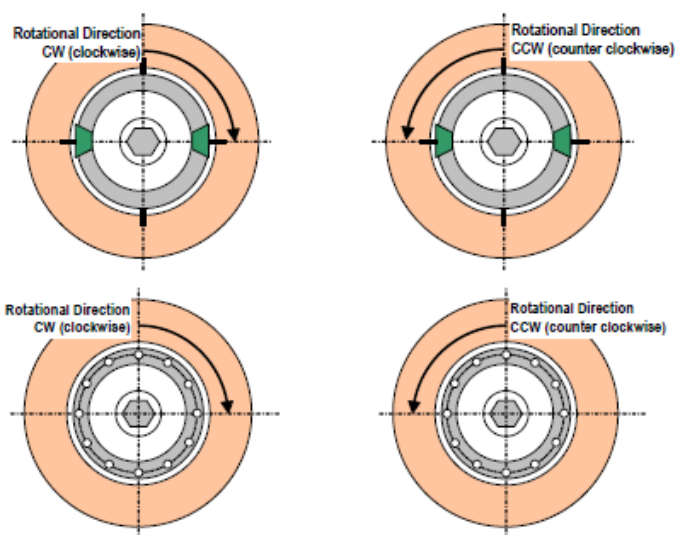 Rotational Direction
CW (clockwise)
Rotational Direction
CCW (counter clockwise)
Rotational Direction
CW (clockwise)
Rotational Direction
CCW (counter clockwise)